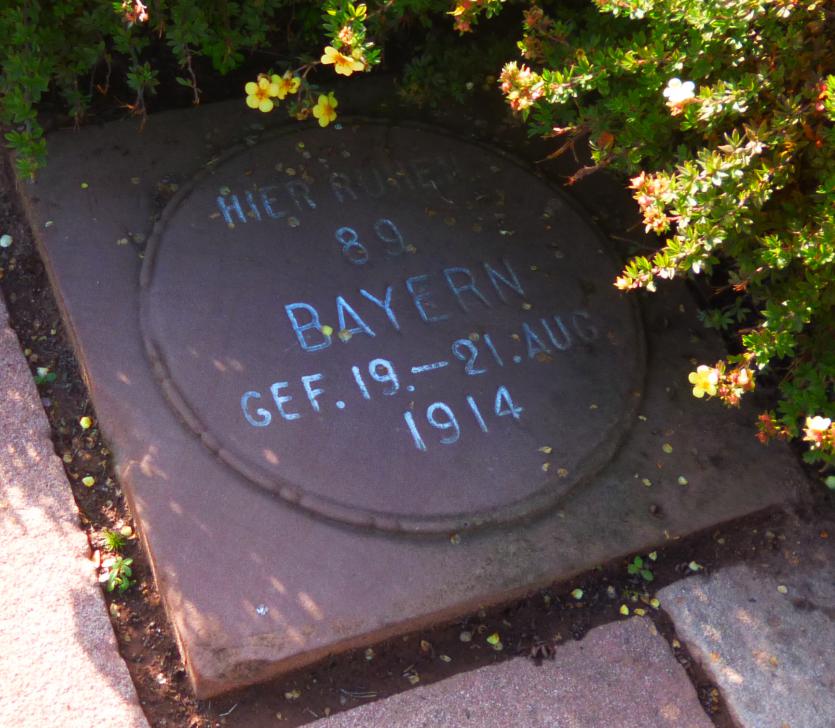 HIER RUHEN
89
BAYERN
GEF. 19.–21. AUG
1914